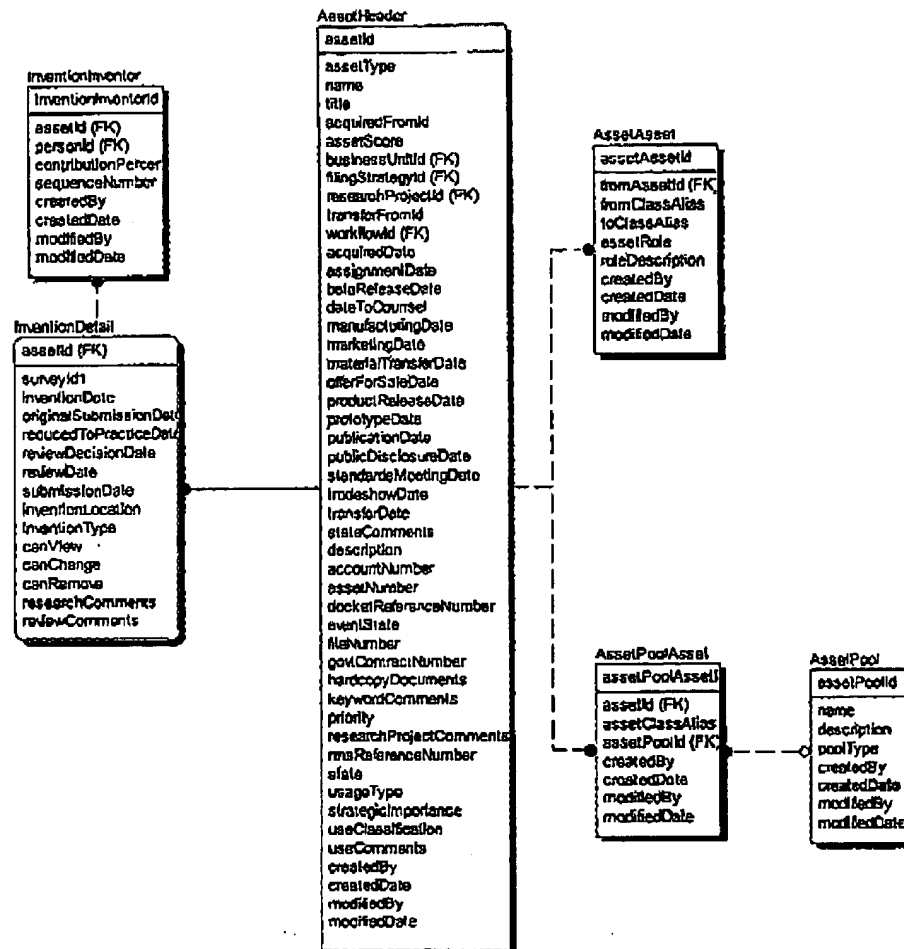 AssetHeader
assetId
assetType
name
title
acquiredFromId
assetScore
businessUnitId (FK)
filingStrategyId (FK)
researchProjectId (FK)
transferFromId
workflowId (FK)
acquiredDate
assignmentDate
betaReleaseDate
dateToCounsel
manufacturingDate
marketingDate
materialTransferDate
offerForSaleDate
productReleaseDate
prototypeDate
publicationDate
publicDisclosureDate
standardsMeetingDate
tradeshowDate
transferDate
stateComments
description
accountNumber
assetNumber
docketReferenceNumber
eventState
fileNumber
govtContractNumber
hardcopyDocuments
keywordComments
priority
researchProjectComments
rmsReferenceNumber
state
usageType
strategicImportance
useClassification
useComments
createdBy
createdDate
modifiedBy
modifiedDate
InventionInventor
InventionInventorId
assetId (FK)
personId (FK)
contributionPercer
sequenceNumber
createdBy
createdDate
modifiedBy
modifiedDate
InventionDetail
assetId (FK)
surveyId1
inventionDate
originalSubmissionDate
reducedToPracticeDate
reviewDecisionDate
reviewDate
submissionDate
inventionLocation
inventionType
canView
canChange
canRemove
researchComments
reviewComments
AssetAsset
assetAssetId
fromAssetId (FK)
fromClassAlias
toClassAlias
assetRole
roleDescription
createdBy
createdDate
modifiedBy
modifiedDate
AssetPoolAsset
assetPoolAssetI
assetId (FK)
assetClassAlias
assetPoolId (FK)
createdBy
createdDate
modifiedBy
modifiedDate
AssetPool
assetPoolId
name
description
poolType
createdBy
createdDate
modifiedBy
modifiedDate